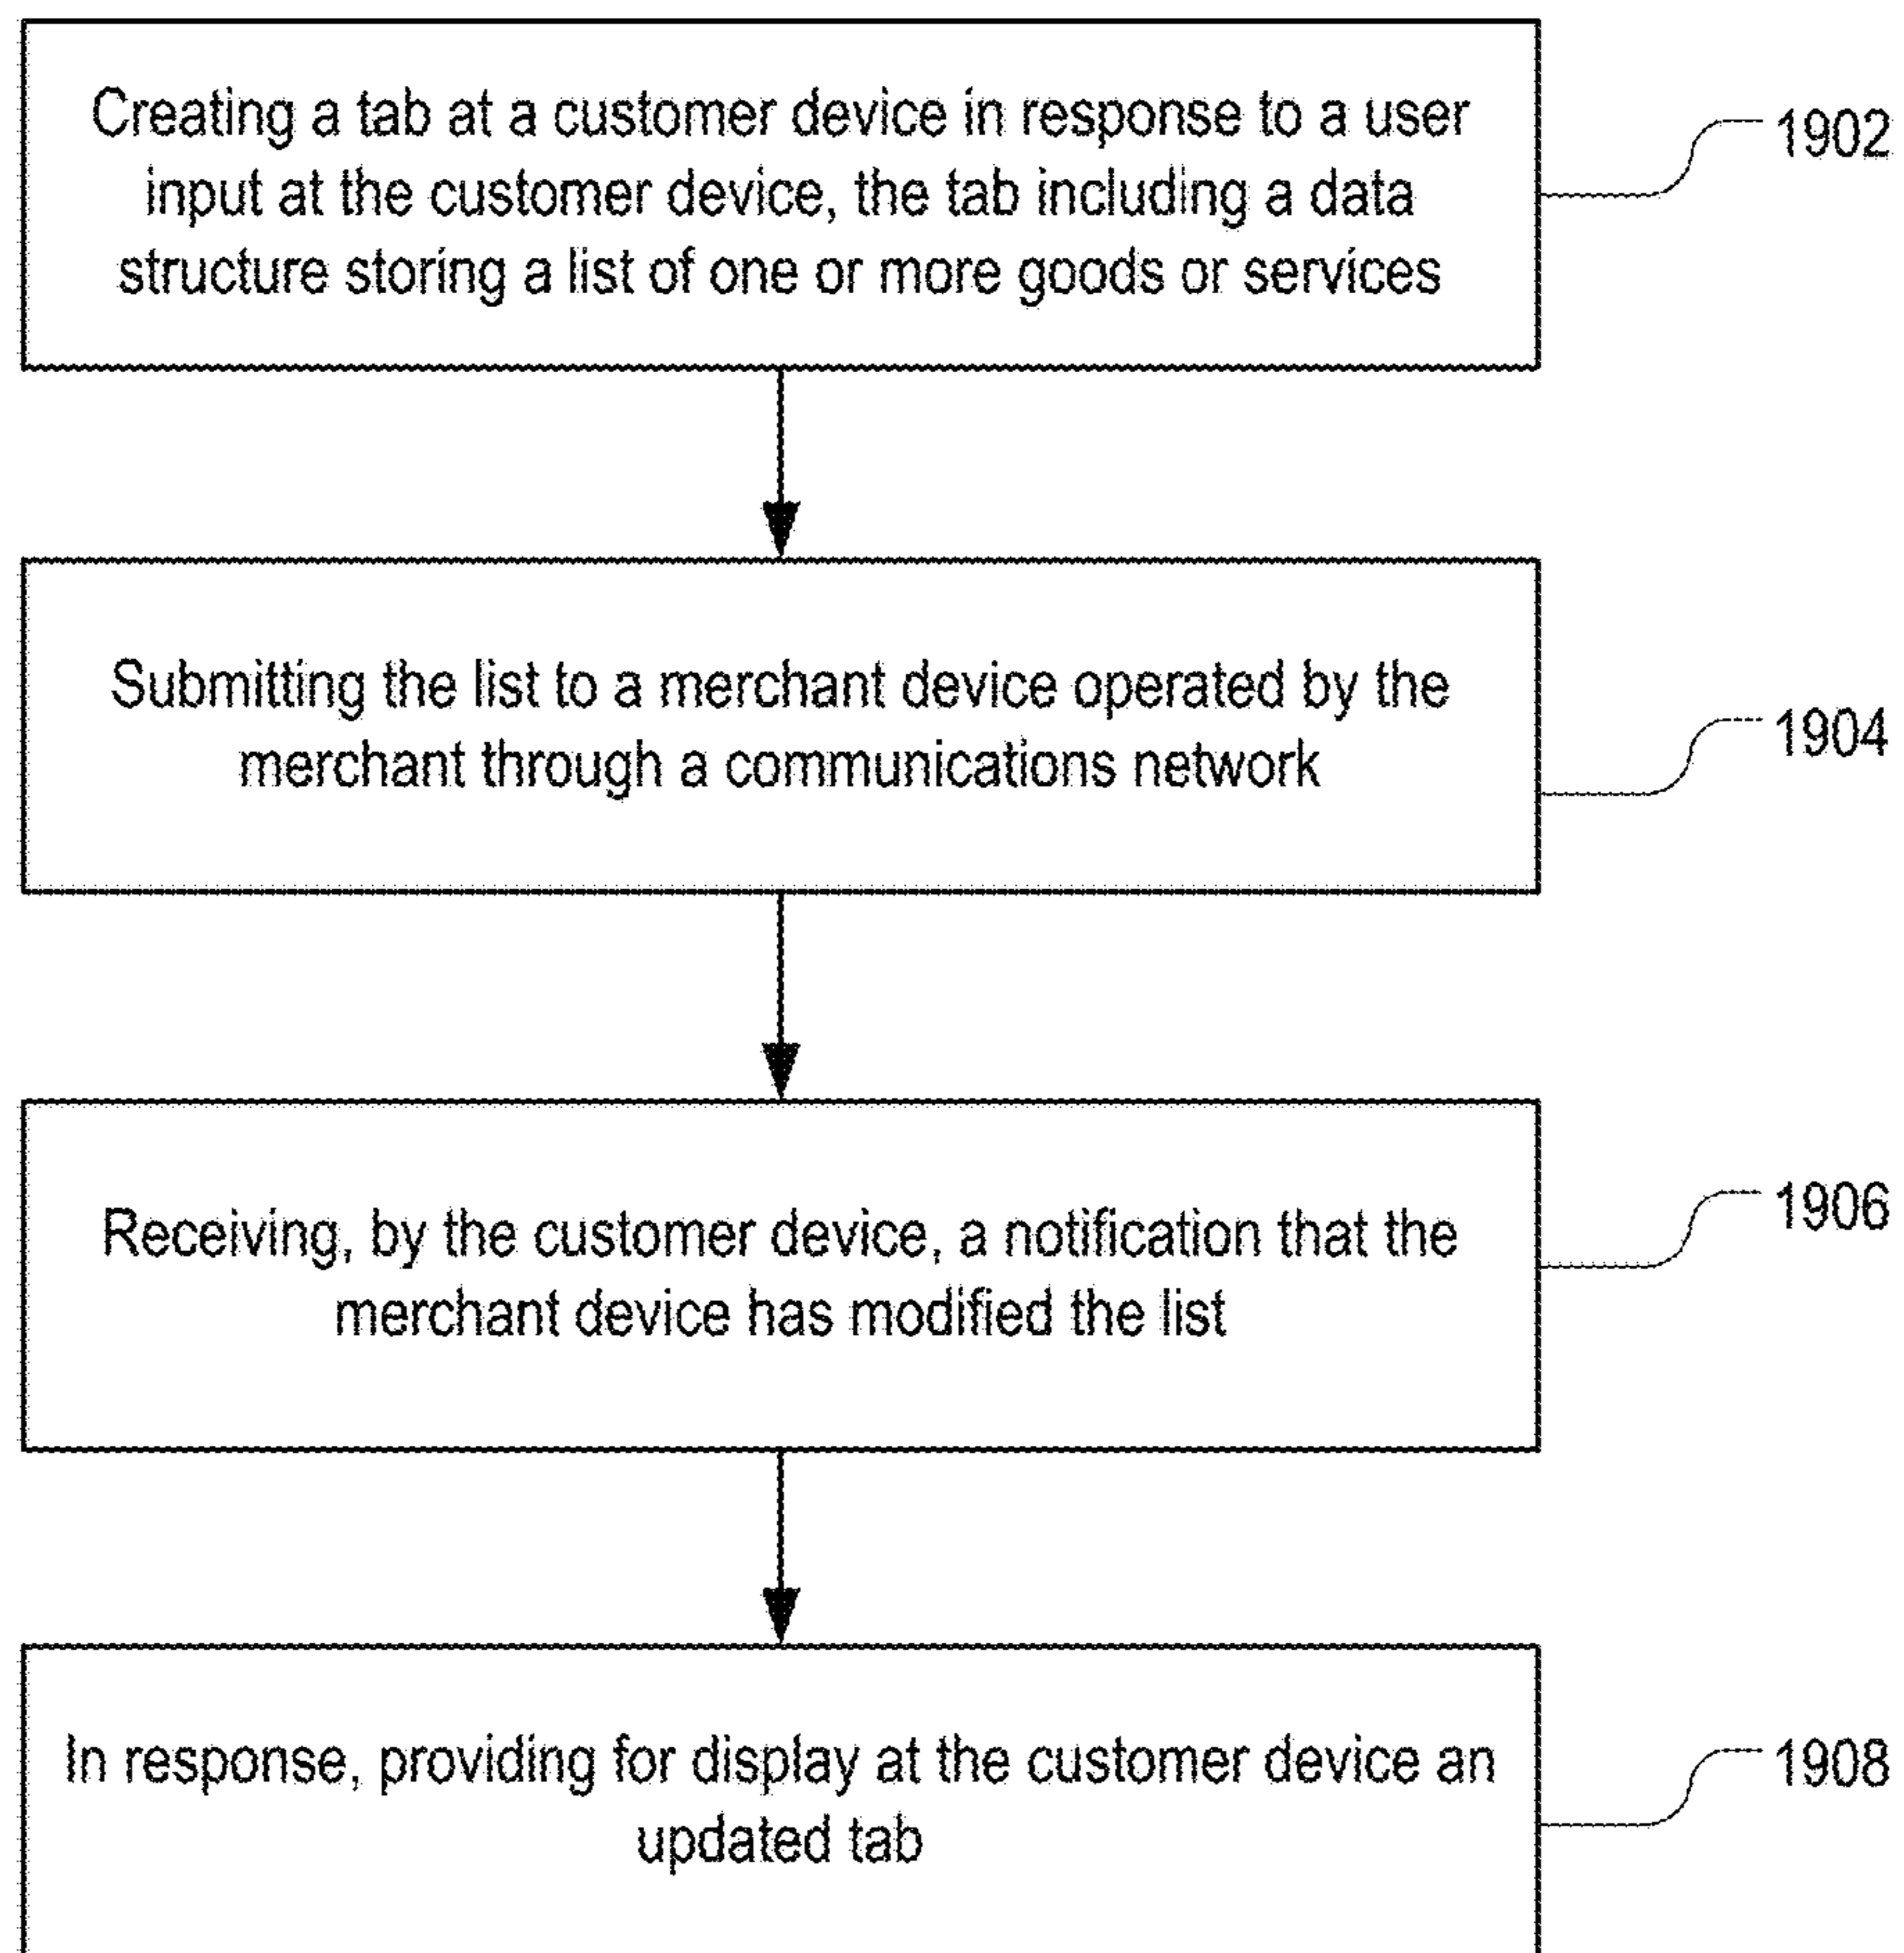 Creating a tab at a customer device in response to a user
input at the customer device, the tab including a data
structure storing a list of one or more goods or services
1902
Submitting the list to a merchant device operated by the
merchant through a communications network
1904
Receiving, by the customer device, a notification that the
merchant device has modified the list
1906
In response, providing for display at the customer device an
updated tab
1908